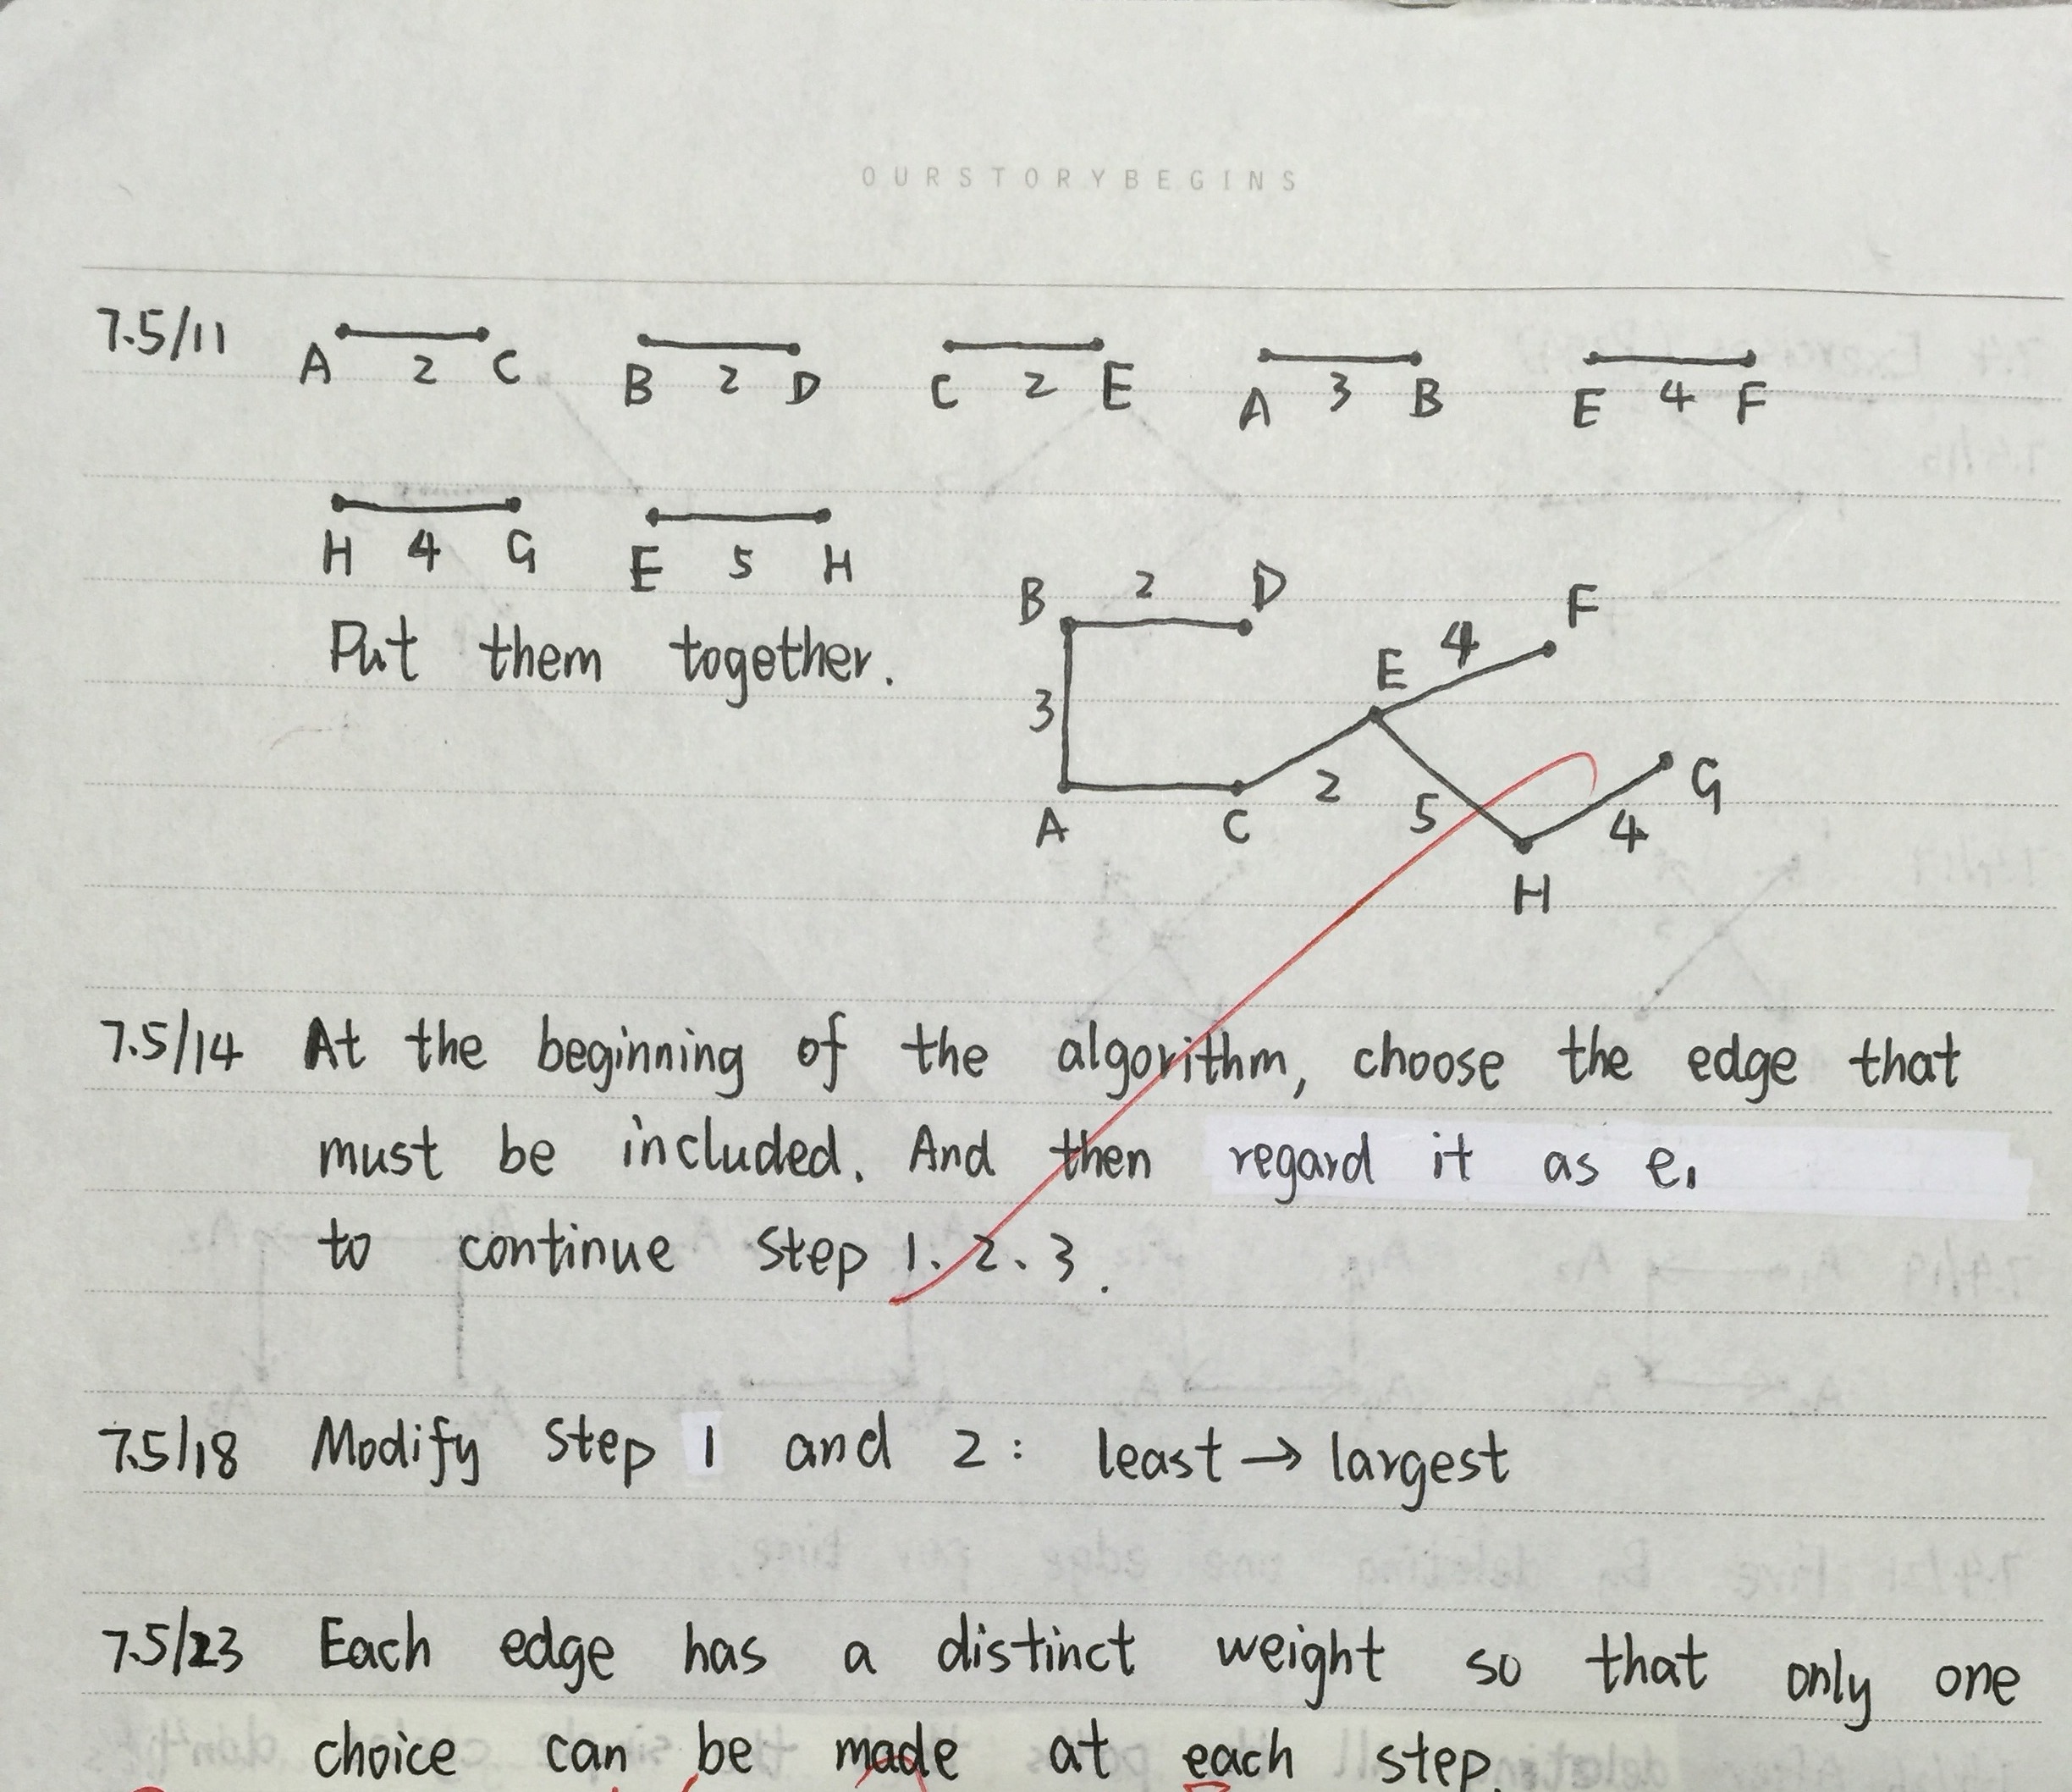 OURSTORYBEGINS
7.5/11 A 2 C B 2 D C 2 E A 3 B E 4 F
H 4 G E 5 H
Put them together.
B 2 D E 4 F
3
A C 2 5 H 4 G
7.5/14 At the beginning of the algorithm, choose the edge that
must be included. And then regard it as e₁
to continue Step 1、2、3.
7.5/18 Modify Step 1 and 2: least → largest
7.5/23 Each edge has a distinct weight so that only one
choice can be made at each step.